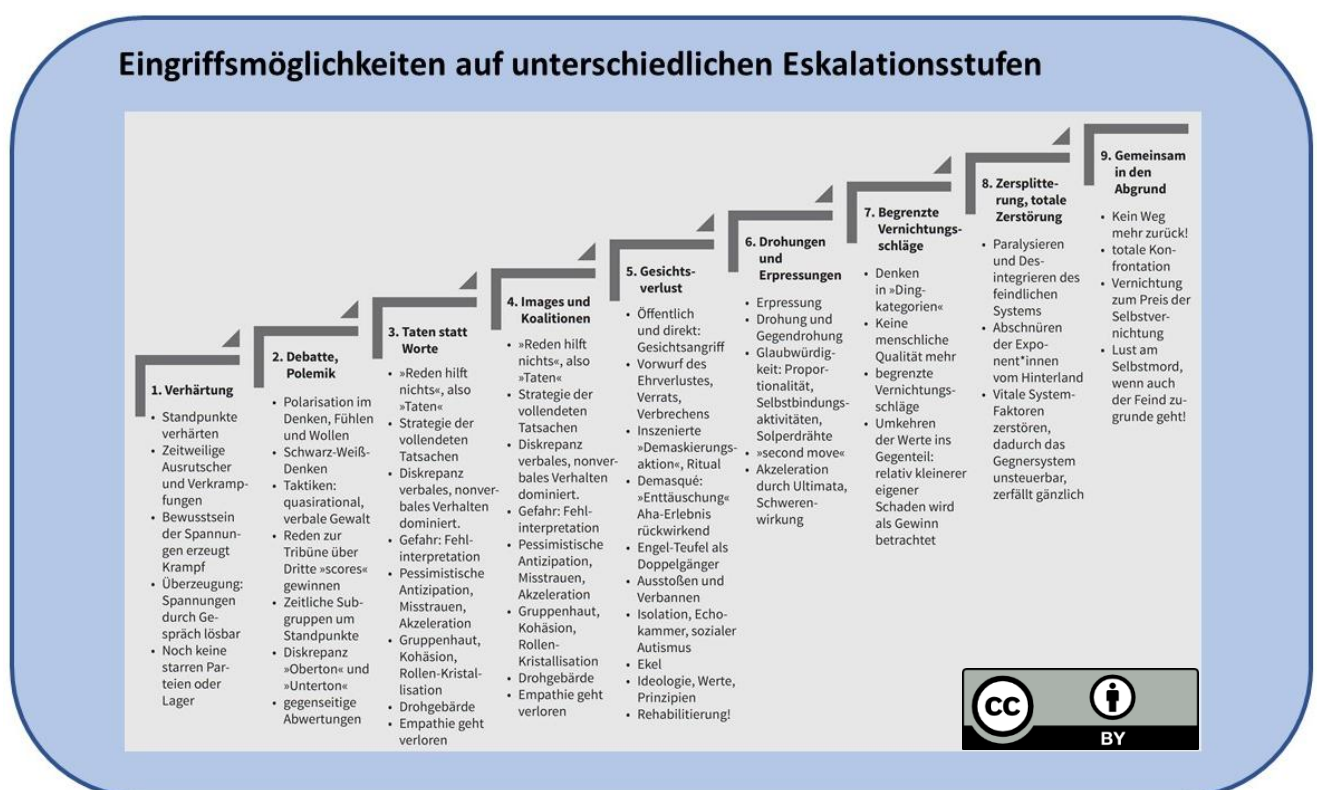 Eingriffsmöglichkeiten auf unterschiedlichen Eskalationsstufen
1. Verhärtung
• Standpunkte
verhärten
• Zeitweilige
Ausrutscher
und Verkramp-
fungen
• Bewusstsein
der Spannun-
gen erzeugt
Krampf
• Überzeugung:
Spannungen
durch Ge-
spräch lösbar
• Noch keine
starren Par-
teien oder
Lager
2. Debatte,
Polemik
• Polarisation im
Denken, Fühlen
und Wollen
• Schwarz-Weiß-
Denken
• Taktiken:
quasirational,
verbale Gewalt
• Reden zur
Tribüne über
Dritte »scores«
gewinnen
• Zeitliche Sub-
gruppen um
Standpunkte
• Diskrepanz
»Oberton« und
»Unterton«
• gegenseitige
Abwertungen
3. Taten statt
Worte
• »Reden hilft
nichts«, also
»Taten«
• Strategie der
vollendeten
Tatsachen
• Diskrepanz
verbales, nonver-
bales Verhalten
dominiert.
• Gefahr: Fehl-
interpretation
• Pessimistische
Antizipation,
Misstrauen,
Akzeleration
• Gruppenhaut,
Kohäsion,
Rollen-Kristal-
lisation
• Drohgebärde
• Empathie geht
verloren
4. Images und
Koalitionen
• »Reden hilft
nichts«, also
»Taten«
• Strategie der
vollendeten
Tatsachen
• Diskrepanz
verbales, nonver-
bales Verhalten
dominiert.
• Gefahr: Fehl-
interpretation
• Pessimistische
Antizipation,
Misstrauen,
Akzeleration
• Gruppenhaut,
Kohäsion,
Rollen-
Kristallisation
• Drohgebärde
• Empathie geht
verloren
5. Gesichts-
verlust
• Öffentlich
und direkt:
Gesichtsangriff
• Vorwurf des
Ehrverlustes,
Verrats,
Verbrechens
• Inszenierte
»Demaskierungs-
aktion«, Ritual
• Demasqué:
»Enttäuschung«
Aha-Erlebnis
rückwirkend
• Engel-Teufel als
Doppelgänger
• Ausstoßen und
Verbannen
• Isolation, Echo-
kammer, sozialer
Autismus
• Ekel
• Ideologie, Werte,
Prinzipien
• Rehabilitierung!
6. Drohungen
und
Erpressungen
• Erpressung
• Drohung und
Gegendrohung
• Glaubwürdig-
keit: Propor-
tionalität,
Selbstbindungs-
aktivitäten,
Solperdrähte
• »second move«
• Akzeleration
durch Ultimata,
Schweren-
wirkung
7. Begrenzte
Vernichtungs-
schläge
• Denken
in »Ding-
kategorien«
• Keine
menschliche
Qualität mehr
• begrenzte
Vernichtungs-
schläge
• Umkehren
der Werte ins
Gegenteil:
relativ kleinerer
eigener
Schaden wird
als Gewinn
betrachtet
8. Zersplitte-
rung, totale
Zerstörung
• Paralysieren
und Des-
integrieren des
feindlichen
Systems
• Abschnüren
der Expo-
nent*innen
vom Hinterland
• Vitale System-
Faktoren
zerstören,
dadurch das
Gegnersystem
unsteuerbar,
zerfällt gänzlich
9. Gemeinsam
in den
Abgrund
• Kein Weg
mehr zurück!
• totale Kon-
frontation
• Vernichtung
zum Preis der
Selbstver-
nichtung
• Lust am
Selbstmord,
wenn auch
der Feind zu-
grunde geht!
cc
BY